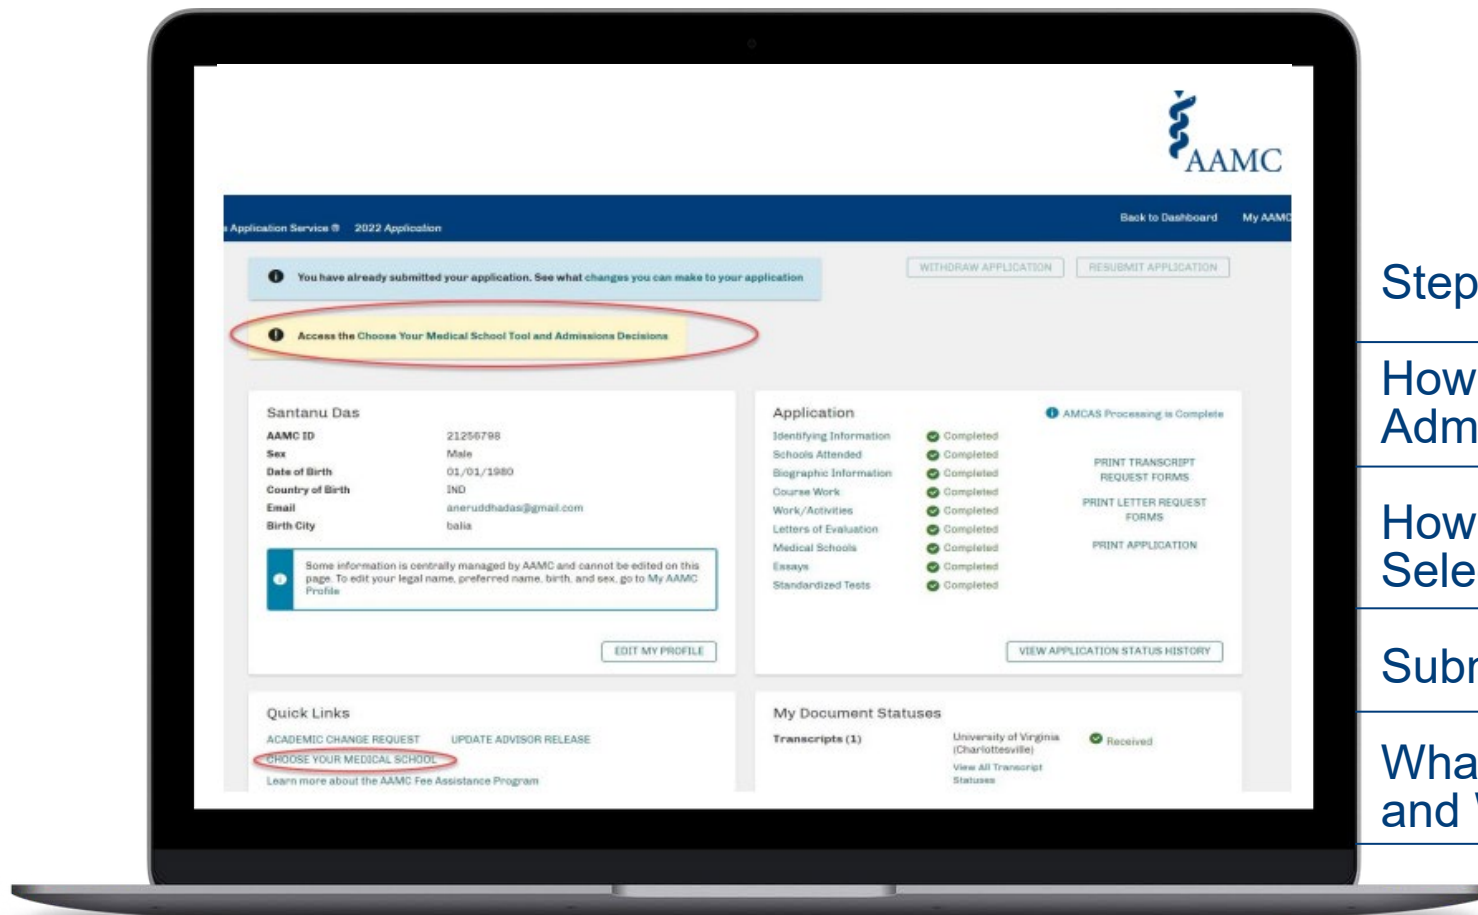 AAMC
s Application Service ® 2022 Application
Back to Dashboard My AAMC
You have already submitted your application. See what changes you can make to your application
WITHDRAW APPLICATION
RESUBMIT APPLICATION
Access the Choose Your Medical School Tool and Admissions Decisions
Santanu Das
AAMC ID 21256798
Sex Male
Date of Birth 01/01/1980
Country of Birth IND
Email aneruddhadas@gmail.com
Birth City balia
Some information is centrally managed by AAMC and cannot be edited on this
page. To edit your legal name, preferred name, birth, and sex, go to My AAMC
Profile
EDIT MY PROFILE
Application
AMCAS Processing is Complete
Identifying Information Completed
Schools Attended Completed
Biographic Information Completed
Course Work Completed
Work/Activities Completed
Letters of Evaluation Completed
Medical Schools Completed
Essays Completed
Standardized Tests Completed
PRINT TRANSCRIPT
REQUEST FORMS
PRINT LETTER REQUEST
FORMS
PRINT APPLICATION
VIEW APPLICATION STATUS HISTORY
Quick Links
ACADEMIC CHANGE REQUEST UPDATE ADVISOR RELEASE
CHOOSE YOUR MEDICAL SCHOOL
Learn more about the AAMC Fee Assistance Program
My Document Statuses
Transcripts (1)
University of Virginia
(Charlottesville)
Received
View All Transcript
Statuses
Step
How
Adm
How
Sele
Subm
Wha
and